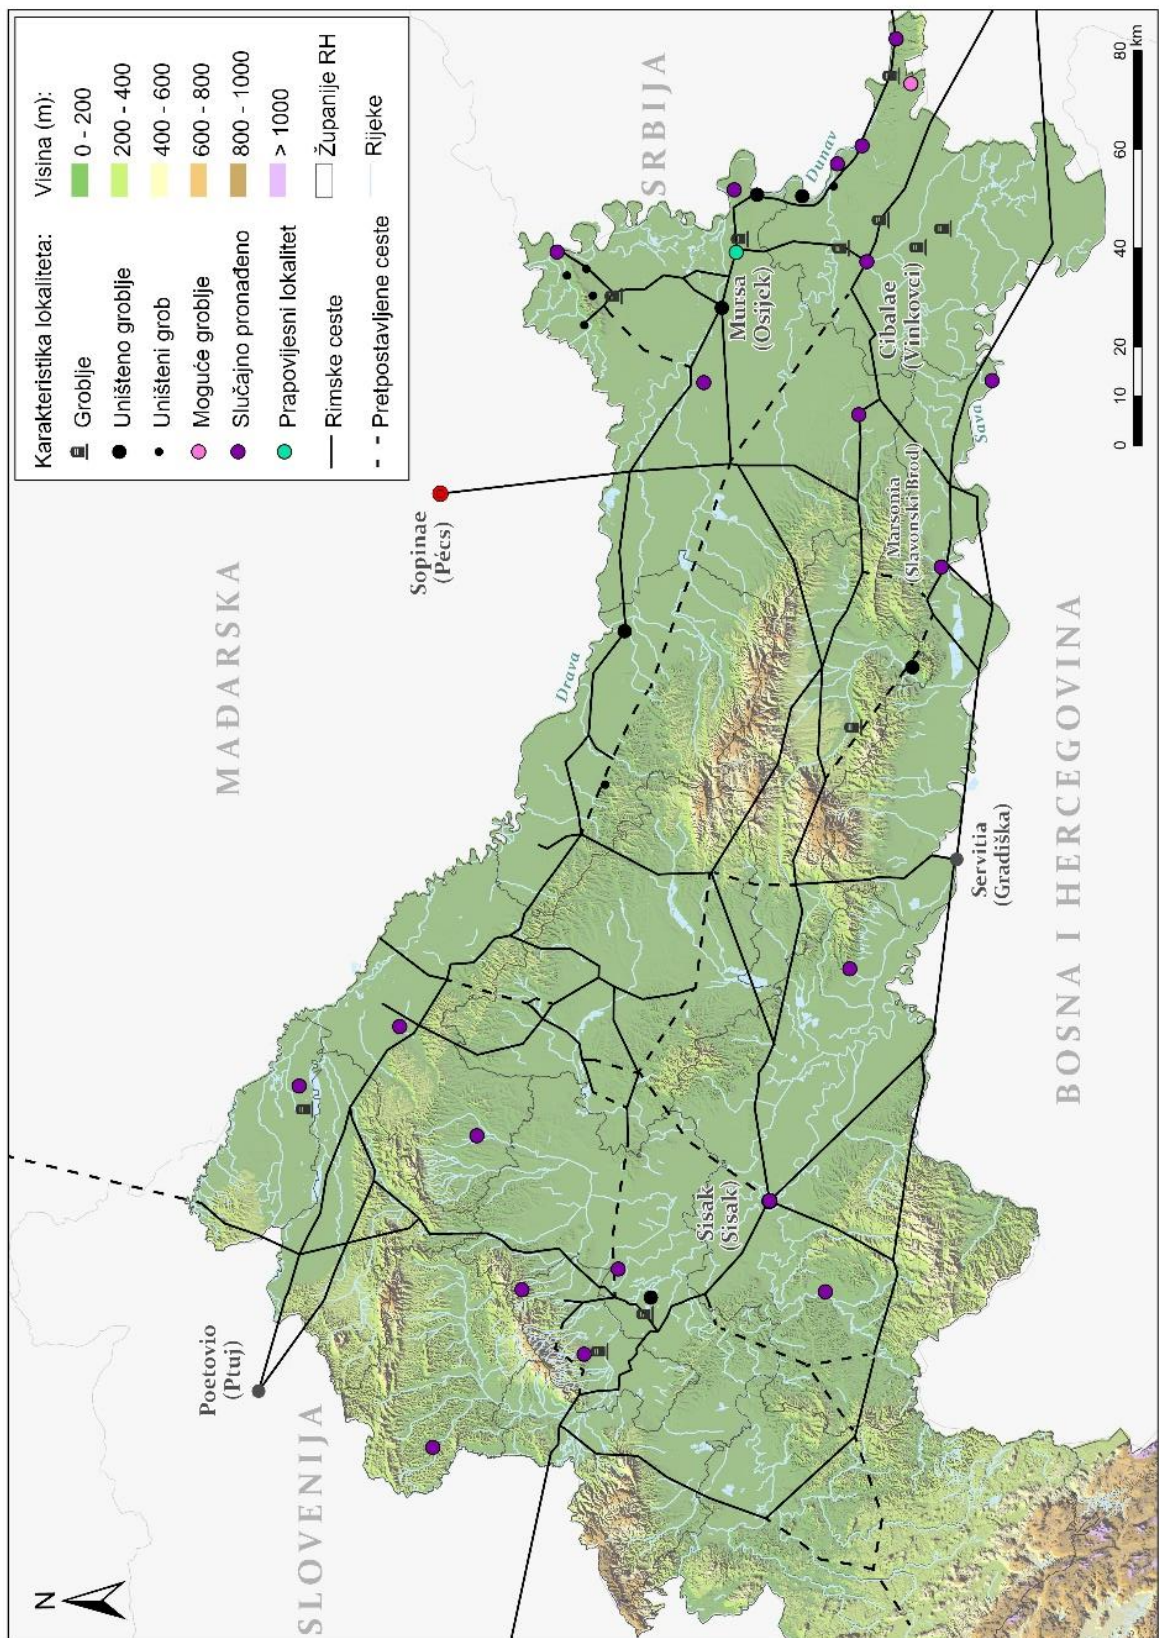 N
SLOVENIJA
MAĐARSKA
SRBIJA
BOSNA I HERCEGOVINA
Poetovio
(Ptuj)
Sopinae
(Pécs)
Drava
Dunav
Sava
Sisak
(Sisak)
Servitia
(Gradiška)
Marsonia
(Slavonski Brod)
Mursa
(Osijek)
Cibalae
(Vinkovci)
Karakteristika lokaliteta:
Groblje
Uništeno groblje
Uništeni grob
Moguće groblje
Slučajno pronađeno
Prapovijesni lokalitet
Rimske ceste
Pretpostavljene ceste
Visina (m):
0 - 200
200 - 400
400 - 600
600 - 800
800 - 1000
> 1000
Županije RH
Rijeke
0 10 20 40 60 80
km